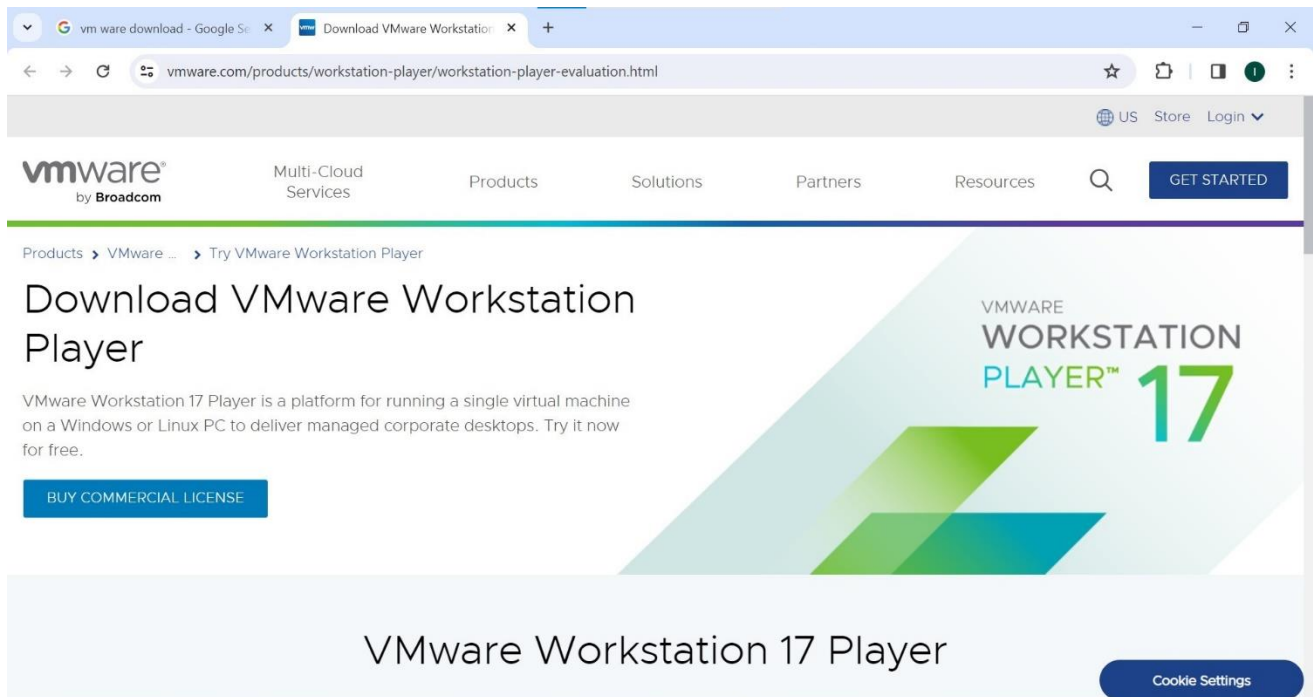 vm ware download - Google Se
Download VMware Workstation
vmware.com/products/workstation-player/workstation-player-evaluation.html
I
US Store Login
vmware®
by Broadcom
Multi-Cloud
Services
Products
Solutions
Partners
Resources
GET STARTED
Products > VMware ... > Try VMware Workstation Player
Download VMware Workstation
Player
VMware Workstation 17 Player is a platform for running a single virtual machine
on a Windows or Linux PC to deliver managed corporate desktops. Try it now
for free.
BUY COMMERCIAL LICENSE
VMWARE
WORKSTATION
PLAYER™ 17
VMware Workstation 17 Player
Cookie Settings